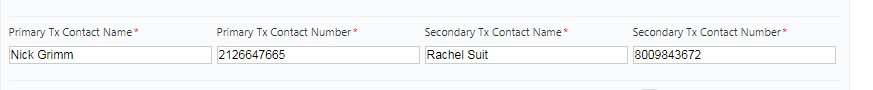 Primary Tx Contact Name* Primary Tx Contact Number* Secondary Tx Contact Name* Secondary Tx Contact Number*
Nick Grimm 2126647665 Rachel Suit 8009843672